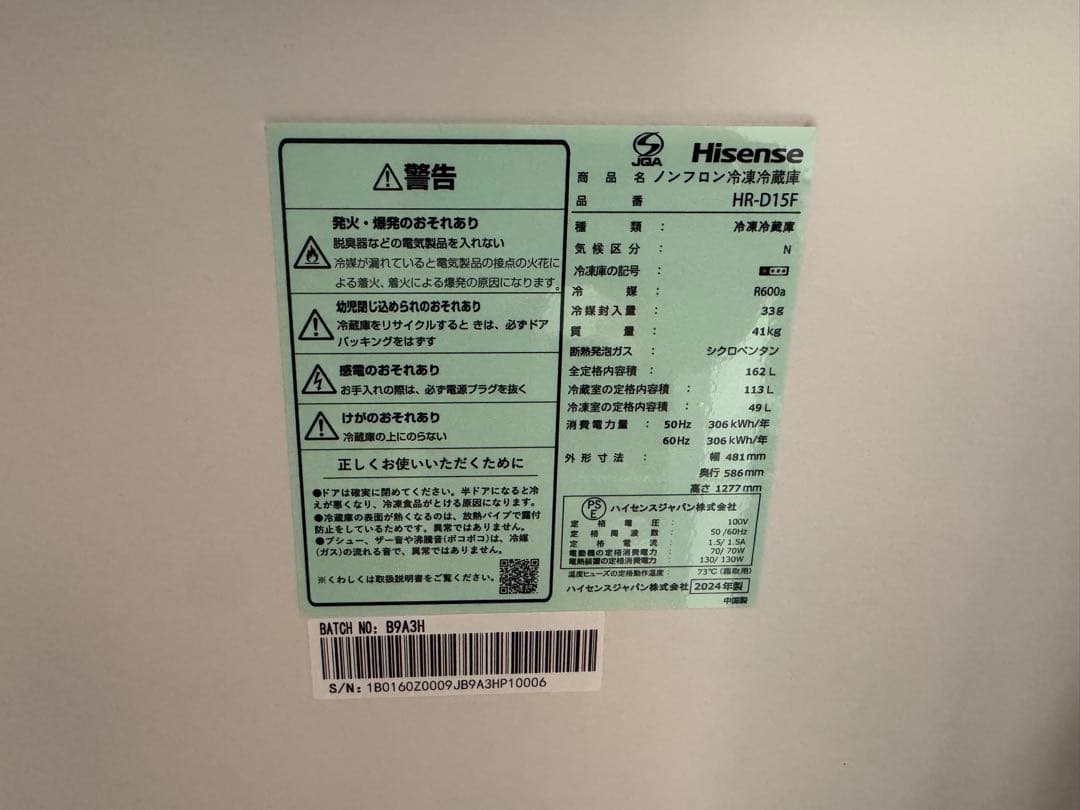 ⚠警告
発火・爆発のおそれあり
脱臭器などの電気製品を入れない
冷媒が漏れていると電気製品の接点の火花に
よる着火、着火による爆発の原因になります。
幼児閉じ込められのおそれあり
冷蔵庫をリサイクルすると きは、必ずドア
パッキングをはずす
感電のおそれあり
お手入れの際は、必ず電源プラグを抜く
けがのおそれあり
冷蔵庫の上にのらない
正しくお使いいただくために
●ドアは確実に閉めてください。半ドアになると冷
えが悪くなり、冷凍食品がとける原因になります。
●冷蔵庫の表面が熱くなるのは、放熱パイプで露付
防止をしているためです。異常ではありません。
●プシュー、ザー音や沸騰音(ポコポコ)は、冷媒
(ガス)の流れる音で、異常ではありません。
※くわしくは取扱説明書をご覧ください。
JQA Hisense
商品名 ノンフロン冷凍冷蔵庫
品番 HR-D15F
種類 : 冷凍冷蔵庫
気候区分 : N
冷凍庫の記号 :
冷媒 : R600a
冷媒封入量 : 33g
質量 : 41kg
断熱発泡ガス : シクロペンタン
全定格内容積 : 162 L
冷蔵室の定格内容積 : 113 L
冷凍室の定格内容積 : 49 L
消費電力量 : 50Hz 306 kWh/年
60Hz 306 kWh/年
外形寸法 : 幅 481mm
奥行 586mm
高さ 1277mm
PSE ハイセンスジャパン株式会社
定格電圧 : 100V
定格周波数 : 50 /60Hz
定格電流 : 1.5/ 1.5A
電動機の定格消費電力 : 70/ 70W
電熱装置の定格消費電力 : 130/ 130W
温度ヒューズの定格動作温度 : 73℃ (霜取用)
ハイセンスジャパン株式会社 2024年製
中国製
BATCH NO: B9A3H
S/N: 1B0160Z0009JB9A3HP10006